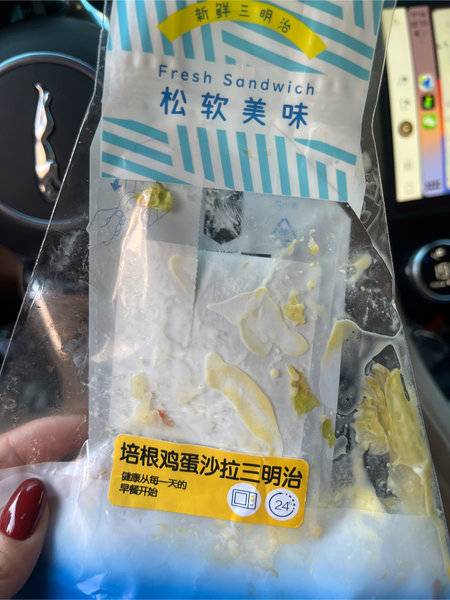 新鲜三明治
Fresh Sandwich
松软美味
培根鸡蛋沙拉三明治
健康从每一天的
早餐开始
24